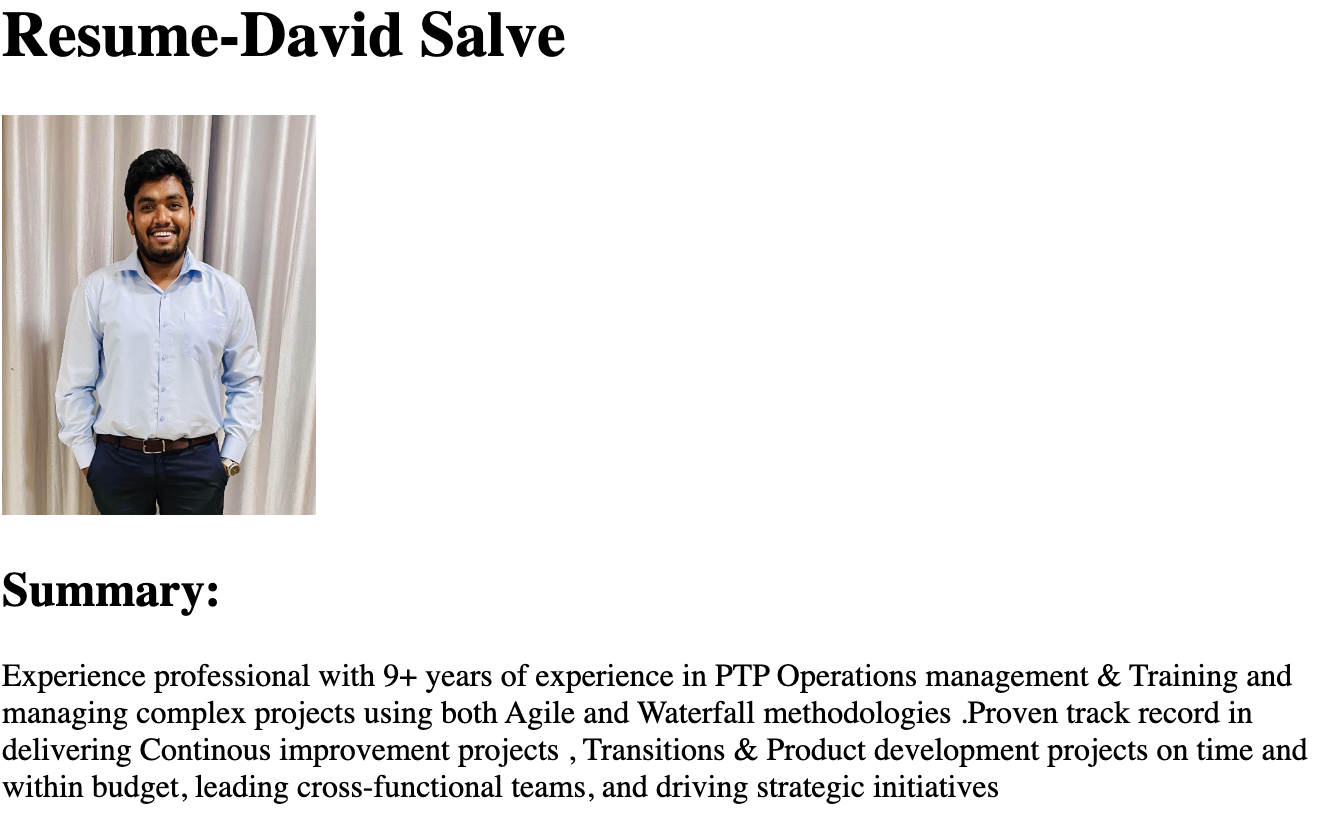 Resume-David Salve
Summary:
Experience professional with 9+ years of experience in PTP Operations management & Training and
managing complex projects using both Agile and Waterfall methodologies .Proven track record in
delivering Continous improvement projects , Transitions & Product development projects on time and
within budget, leading cross-functional teams, and driving strategic initiatives